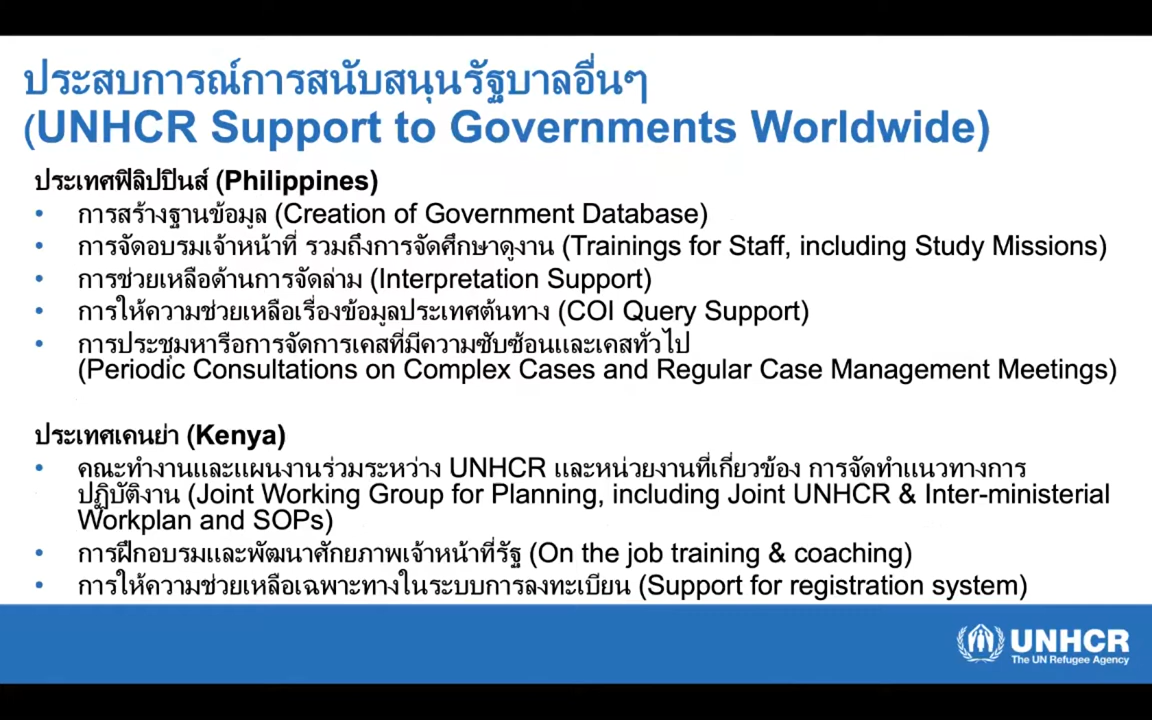 ประสบการณ์การสนับสนุนรัฐบาลอื่นๆ
(UNHCR Support to Governments Worldwide)
ประเทศฟิลิปปินส์ (Philippines)
• การสร้างฐานข้อมูล (Creation of Government Database)
• การจัดอบรมเจ้าหน้าที่ รวมถึงการจัดศึกษาดูงาน (Trainings for Staff, including Study Missions)
• การช่วยเหลือด้านการจัดล่าม (Interpretation Support)
• การให้ความช่วยเหลือเรื่องข้อมูลประเทศต้นทาง (COI Query Support)
• การประชุมหารือการจัดการเคสที่มีความซับซ้อนและเคสทั่วไป
(Periodic Consultations on Complex Cases and Regular Case Management Meetings)
ประเทศเคนย่า (Kenya)
• คณะทำงานและแผนงานร่วมระหว่าง UNHCR และหน่วยงานที่เกี่ยวข้อง การจัดทำแนวทางการ
ปฏิบัติงาน (Joint Working Group for Planning, including Joint UNHCR & Inter-ministerial
Workplan and SOPs)
• การฝึกอบรมและพัฒนาศักยภาพเจ้าหน้าที่รัฐ (On the job training & coaching)
• การให้ความช่วยเหลือเฉพาะทางในระบบการลงทะเบียน (Support for registration system)
UNHCR
The UN Refugee Agency